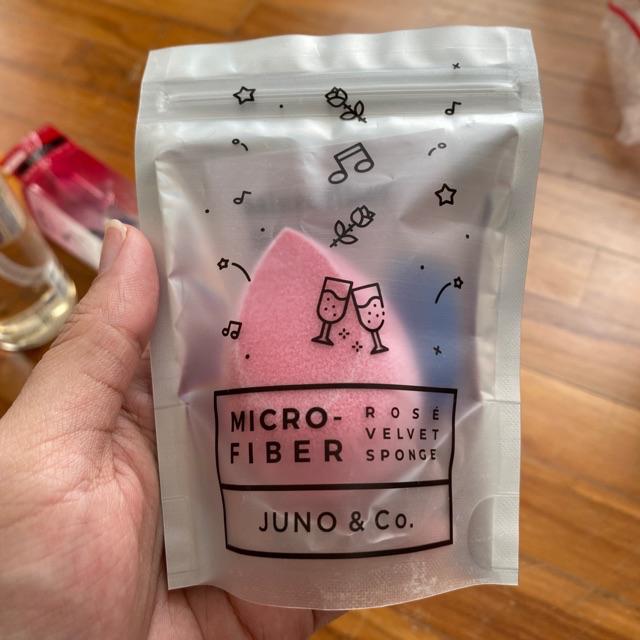 MICRO-
FIBER
ROSÉ
VELVET
SPONGE
JUNO & Co.